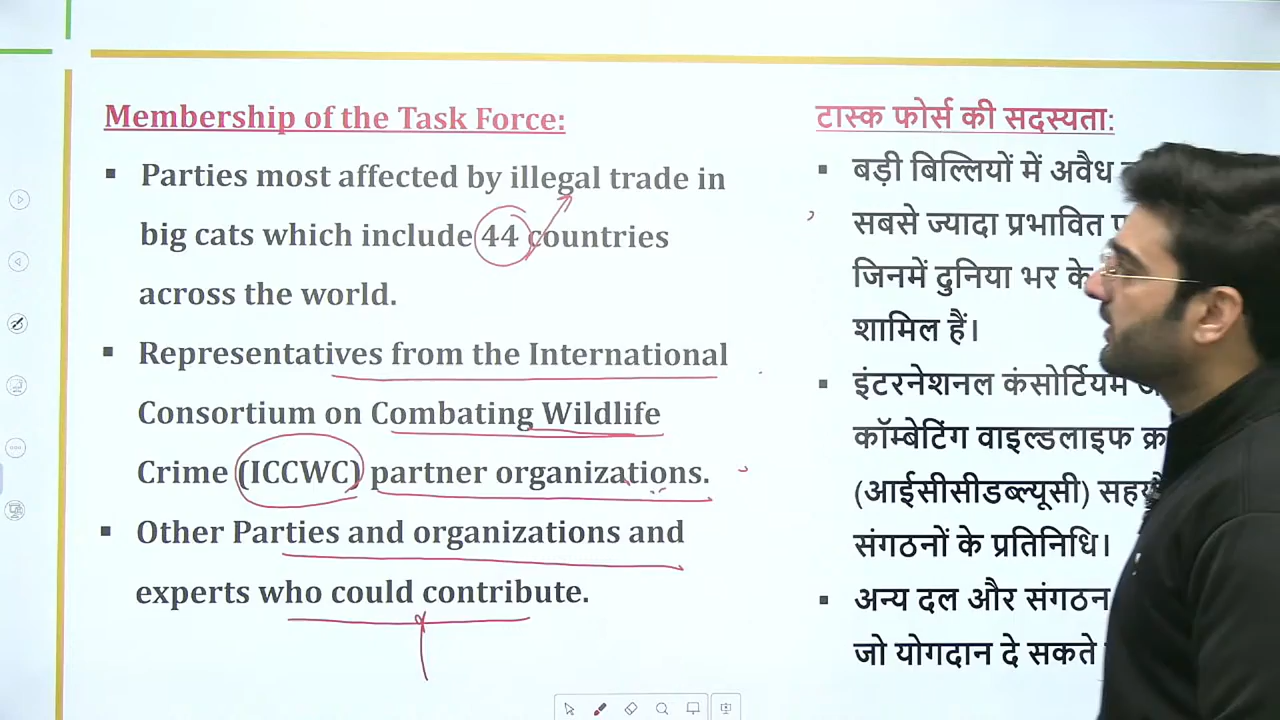 Membership of the Task Force:
▪ Parties most affected by illegal trade in
big cats which include 44 countries
across the world.
▪ Representatives from the International
Consortium on Combating Wildlife
Crime (ICCWC) partner organizations.
▪ Other Parties and organizations and
experts who could contribute.
टास्क फोर्स की सदस्यता:
▪ बड़ी बिल्लियों में अवैध
सबसे ज्यादा प्रभावित
जिनमें दुनिया भर के
शामिल हैं।
▪ इंटरनेशनल कंसोर्टियम
कॉम्बेटिंग वाइल्डलाइफ
(आईसीसीडब्ल्यूसी)
संगठनों के प्रतिनिधि।
▪ अन्य दल और संगठन
जो योगदान दे सकते